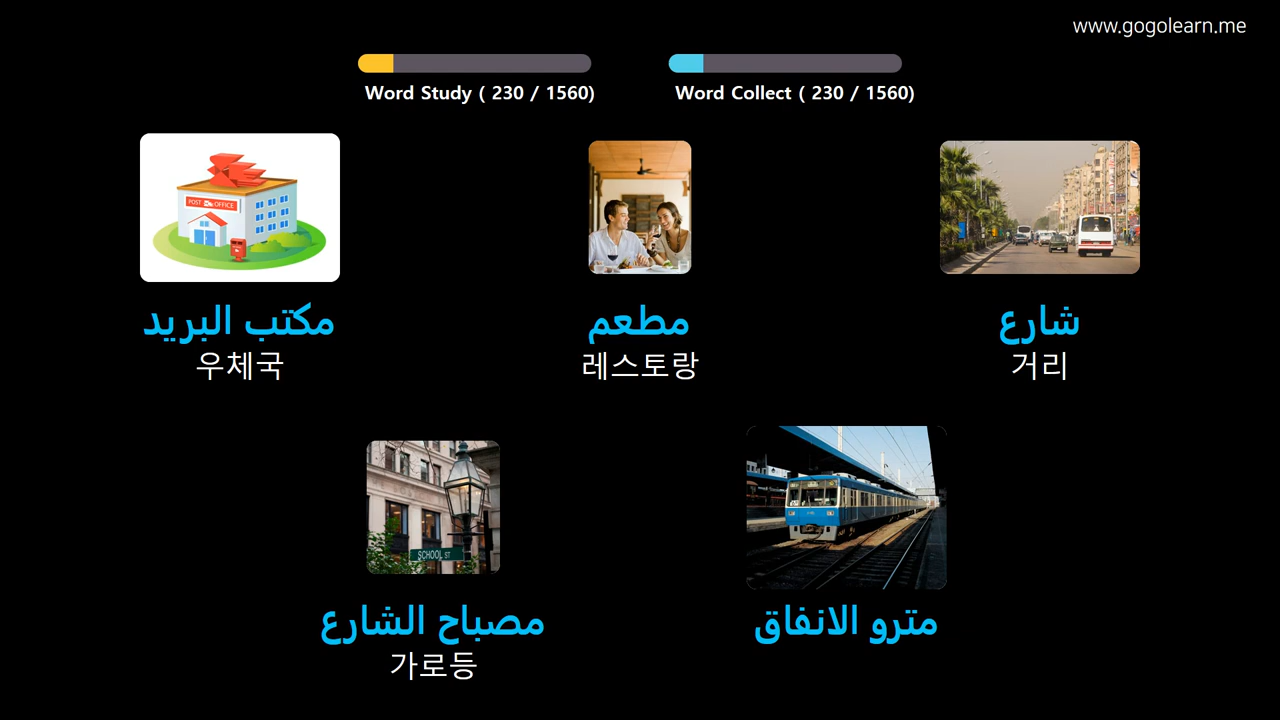 www.gogolearn.me
Word Study ( 230 / 1560)
Word Collect ( 230 / 1560)
POST OFFICE
مكتب البريد
우체국
مطعم
레스토랑
شارع
거리
SCHOOL ST
مصباح الشارع
가로등
مترو الانفاق